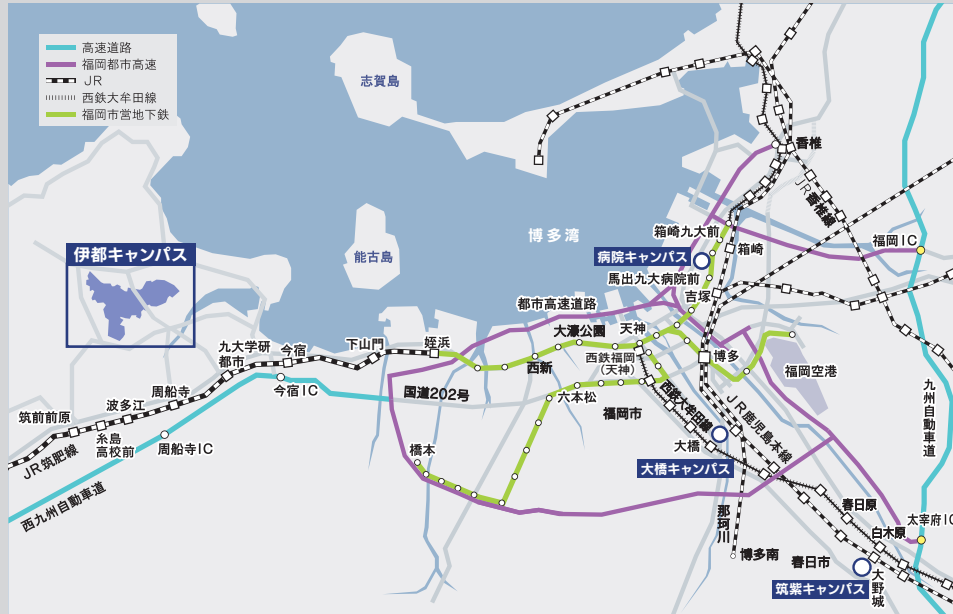 高速道路
福岡都市高速
JR
西鉄大牟田線
福岡市営地下鉄
志賀島
香椎
JR香椎線
伊都キャンパス
能古島
博多湾
箱崎九大前
箱崎
福岡IC
病院キャンパス
馬出九大病院前
吉塚
都市高速道路
天神
大濠公園
九大学研
都市
今宿
下山門
姪浜
西新
西鉄福岡
(天神)
博多
福岡空港
今宿IC
国道202号
六本松
福岡市
西鉄大牟田線
JR鹿児島本線
九州自動車道
周船寺
波多江
筑前前原
糸島
高校前
周船寺IC
JR筑肥線
西九州自動車道
橋本
大橋
大橋キャンパス
那珂川
博多南
春日原
白木原
太宰府IC
春日市
筑紫キャンパス
大野城